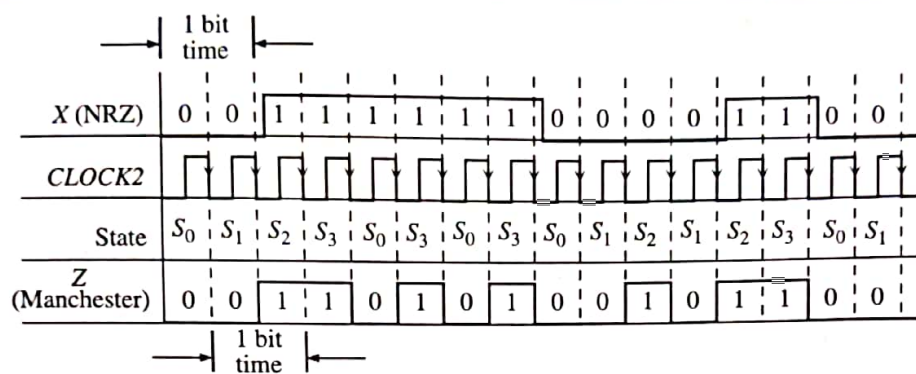 1 bit
time
X (NRZ) 0 0 1 1 1 1 1 1 0 0 0 0 1 1 0 0
CLOCK2
State S₀ S₁ S₂ S₃ S₀ S₃ S₀ S₃ S₀ S₁ S₂ S₁ S₂ S₃ S₀ S₁
Z
(Manchester) 0 0 1 1 0 1 0 1 0 0 1 0 1 1 0 0
1 bit
time